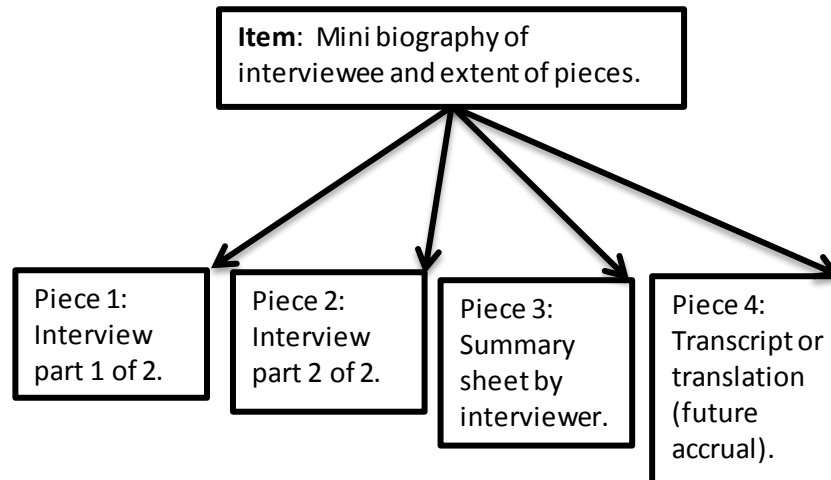 Item: Mini biography of
interviewee and extent of pieces.
Piece 1:
Interview
part 1 of 2.
Piece 2:
Interview
part 2 of 2.
Piece 3:
Summary
sheet by
interviewer.
Piece 4:
Transcript or
translation
(future
accrual).